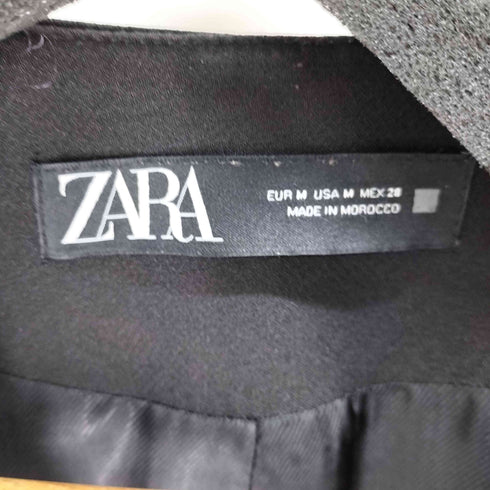 ZARA
EUR M USA M MEX 28
MADE IN MOROCCO